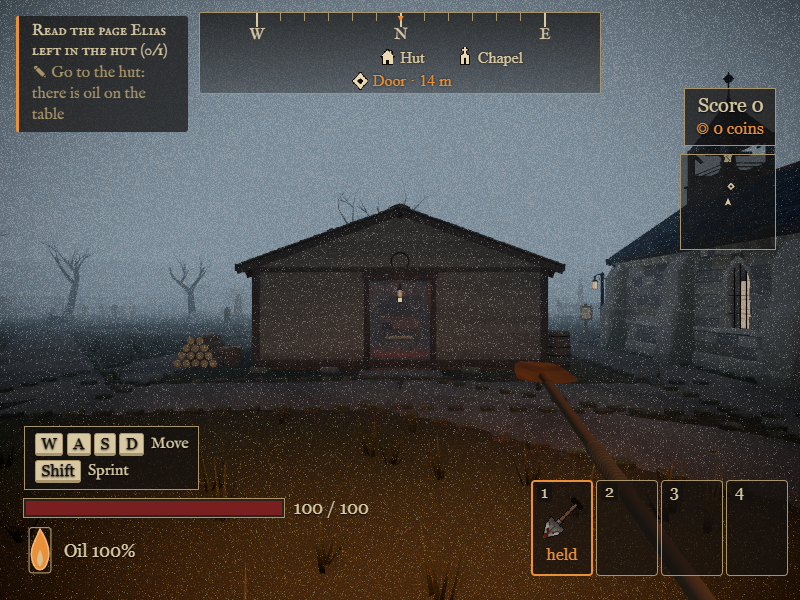 Read the page Elias
left in the hut (0/1)
Go to the hut:
there is oil on the
table
W N E
Hut Chapel
Door · 14 m
Score 0
0 coins
W A S D Move
Shift Sprint
100 / 100
Oil 100%
1 2 3 4
held